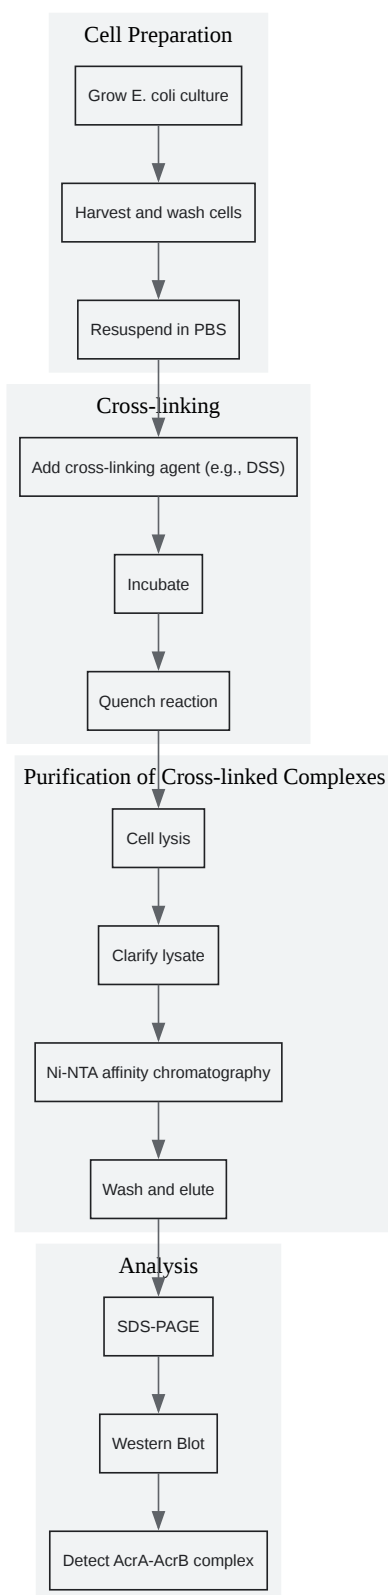 Cell Preparation
Grow E. coli culture
Harvest and wash cells
Resuspend in PBS
Cross-linking
Add cross-linking agent (e.g., DSS)
Incubate
Quench reaction
Purification of Cross-linked Complexes
Cell lysis
Clarify lysate
Ni-NTA affinity chromatography
Wash and elute
Analysis
SDS-PAGE
Western Blot
Detect AcrA-AcrB complex